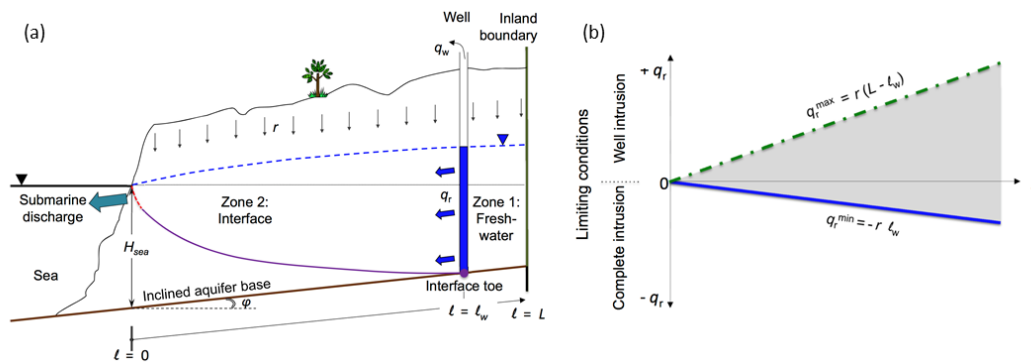 (a)
Well
Inland
boundary
q_w
r
Submarine
discharge
Zone 2:
Interface
q_r
Zone 1:
Fresh-
water
H_sea
Sea
Inclined aquifer base
φ
Interface toe
ℓ = 0
ℓ = ℓ_w
ℓ = L
(b)
Limiting conditions
Well intrusion
Complete intrusion
+ q_r
0
- q_r
q_r^max = r (L - ℓ_w)
q_r^min = - r ℓ_w